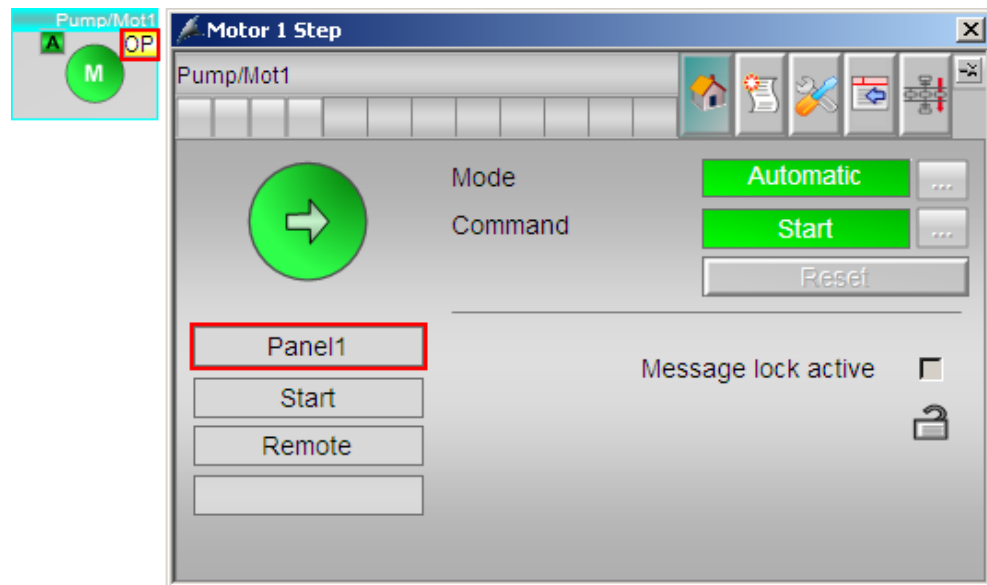 Pump/Mot1
A
OP
M
Motor 1 Step
Pump/Mot1
Mode
Automatic
...
Command
Start
...
Reset
Panel1
Message lock active
Start
Remote